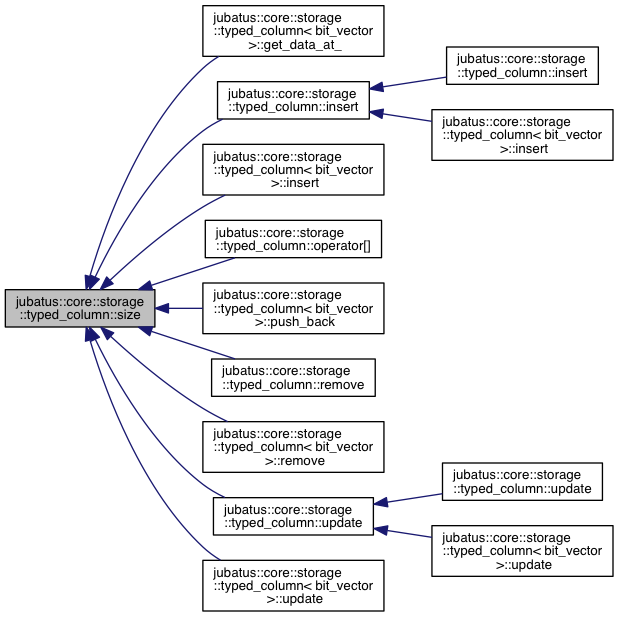 jubatus::core::storage
::typed_column< bit_vector
>::get_data_at_
jubatus::core::storage
::typed_column::insert
jubatus::core::storage
::typed_column::insert
jubatus::core::storage
::typed_column< bit_vector
>::insert
jubatus::core::storage
::typed_column< bit_vector
>::insert
jubatus::core::storage
::typed_column::operator[]
jubatus::core::storage
::typed_column::size
jubatus::core::storage
::typed_column< bit_vector
>::push_back
jubatus::core::storage
::typed_column::remove
jubatus::core::storage
::typed_column< bit_vector
>::remove
jubatus::core::storage
::typed_column::update
jubatus::core::storage
::typed_column::update
jubatus::core::storage
::typed_column< bit_vector
>::update
jubatus::core::storage
::typed_column< bit_vector
>::update